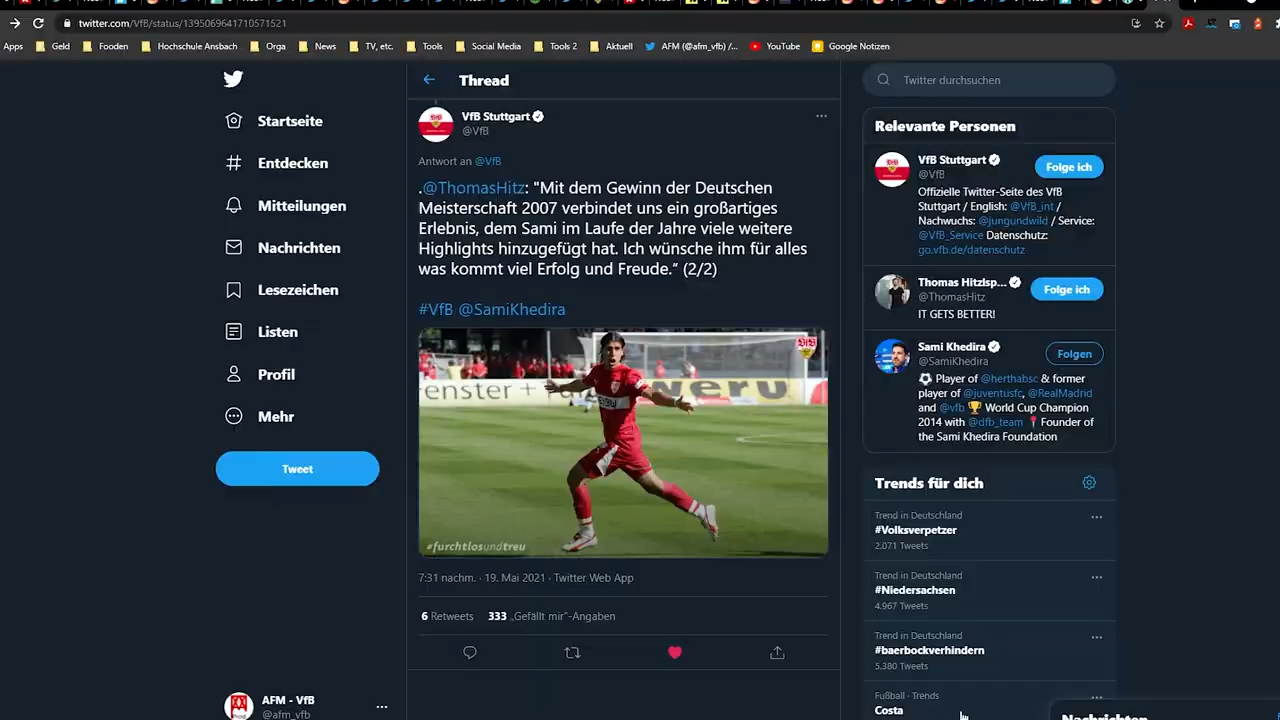 twitter.com/VfB/status/1395069641710571521
Apps Geld Fooden Hochschule Ansbach Orga News TV, etc. Tools Social Media Tools 2 Aktuell AFM (@afm_vfb) /... YouTube Google Notizen
Startseite
Entdecken
Mitteilungen
Nachrichten
Lesezeichen
Listen
Profil
Mehr
Tweet
AFM - VfB
@afm_vfb
Thread
VfB Stuttgart
@VfB
Antwort an @VfB
.@ThomasHitz: "Mit dem Gewinn der Deutschen
Meisterschaft 2007 verbindet uns ein großartiges
Erlebnis, dem Sami im Laufe der Jahre viele weitere
Highlights hinzugefügt hat. Ich wünsche ihm für alles
was kommt viel Erfolg und Freude.“ (2/2)
#VfB @SamiKhedira
enster
#furchtlosundtreu
7:31 nachm. · 19. Mai 2021 · Twitter Web App
6 Retweets 333 „Gefällt mir“-Angaben
Twitter durchsuchen
Relevante Personen
VfB Stuttgart
@VfB
Folge ich
Offizielle Twitter-Seite des VfB
Stuttgart / English: @VfB_int /
Nachwuchs: @Jungundwild / Service:
@VfB_Service Datenschutz:
go.vfb.de/datenschutz
Thomas Hitzlsp...
@ThomasHitz
Folge ich
IT GETS BETTER!
Sami Khedira
@SamiKhedira
Folgen
Player of @herthabsc & former
player of @juventusfc, @RealMadrid
and @vfb World Cup Champion
2014 with @dfb_team Founder of
the Sami Khedira Foundation
Trends für dich
Trend in Deutschland
#Volksverpetzer
2.071 Tweets
Trend in Deutschland
#Niedersachsen
4.967 Tweets
Trend in Deutschland
#baerbockverhindern
5.380 Tweets
Fußball · Trends
Costa
Nachrichten